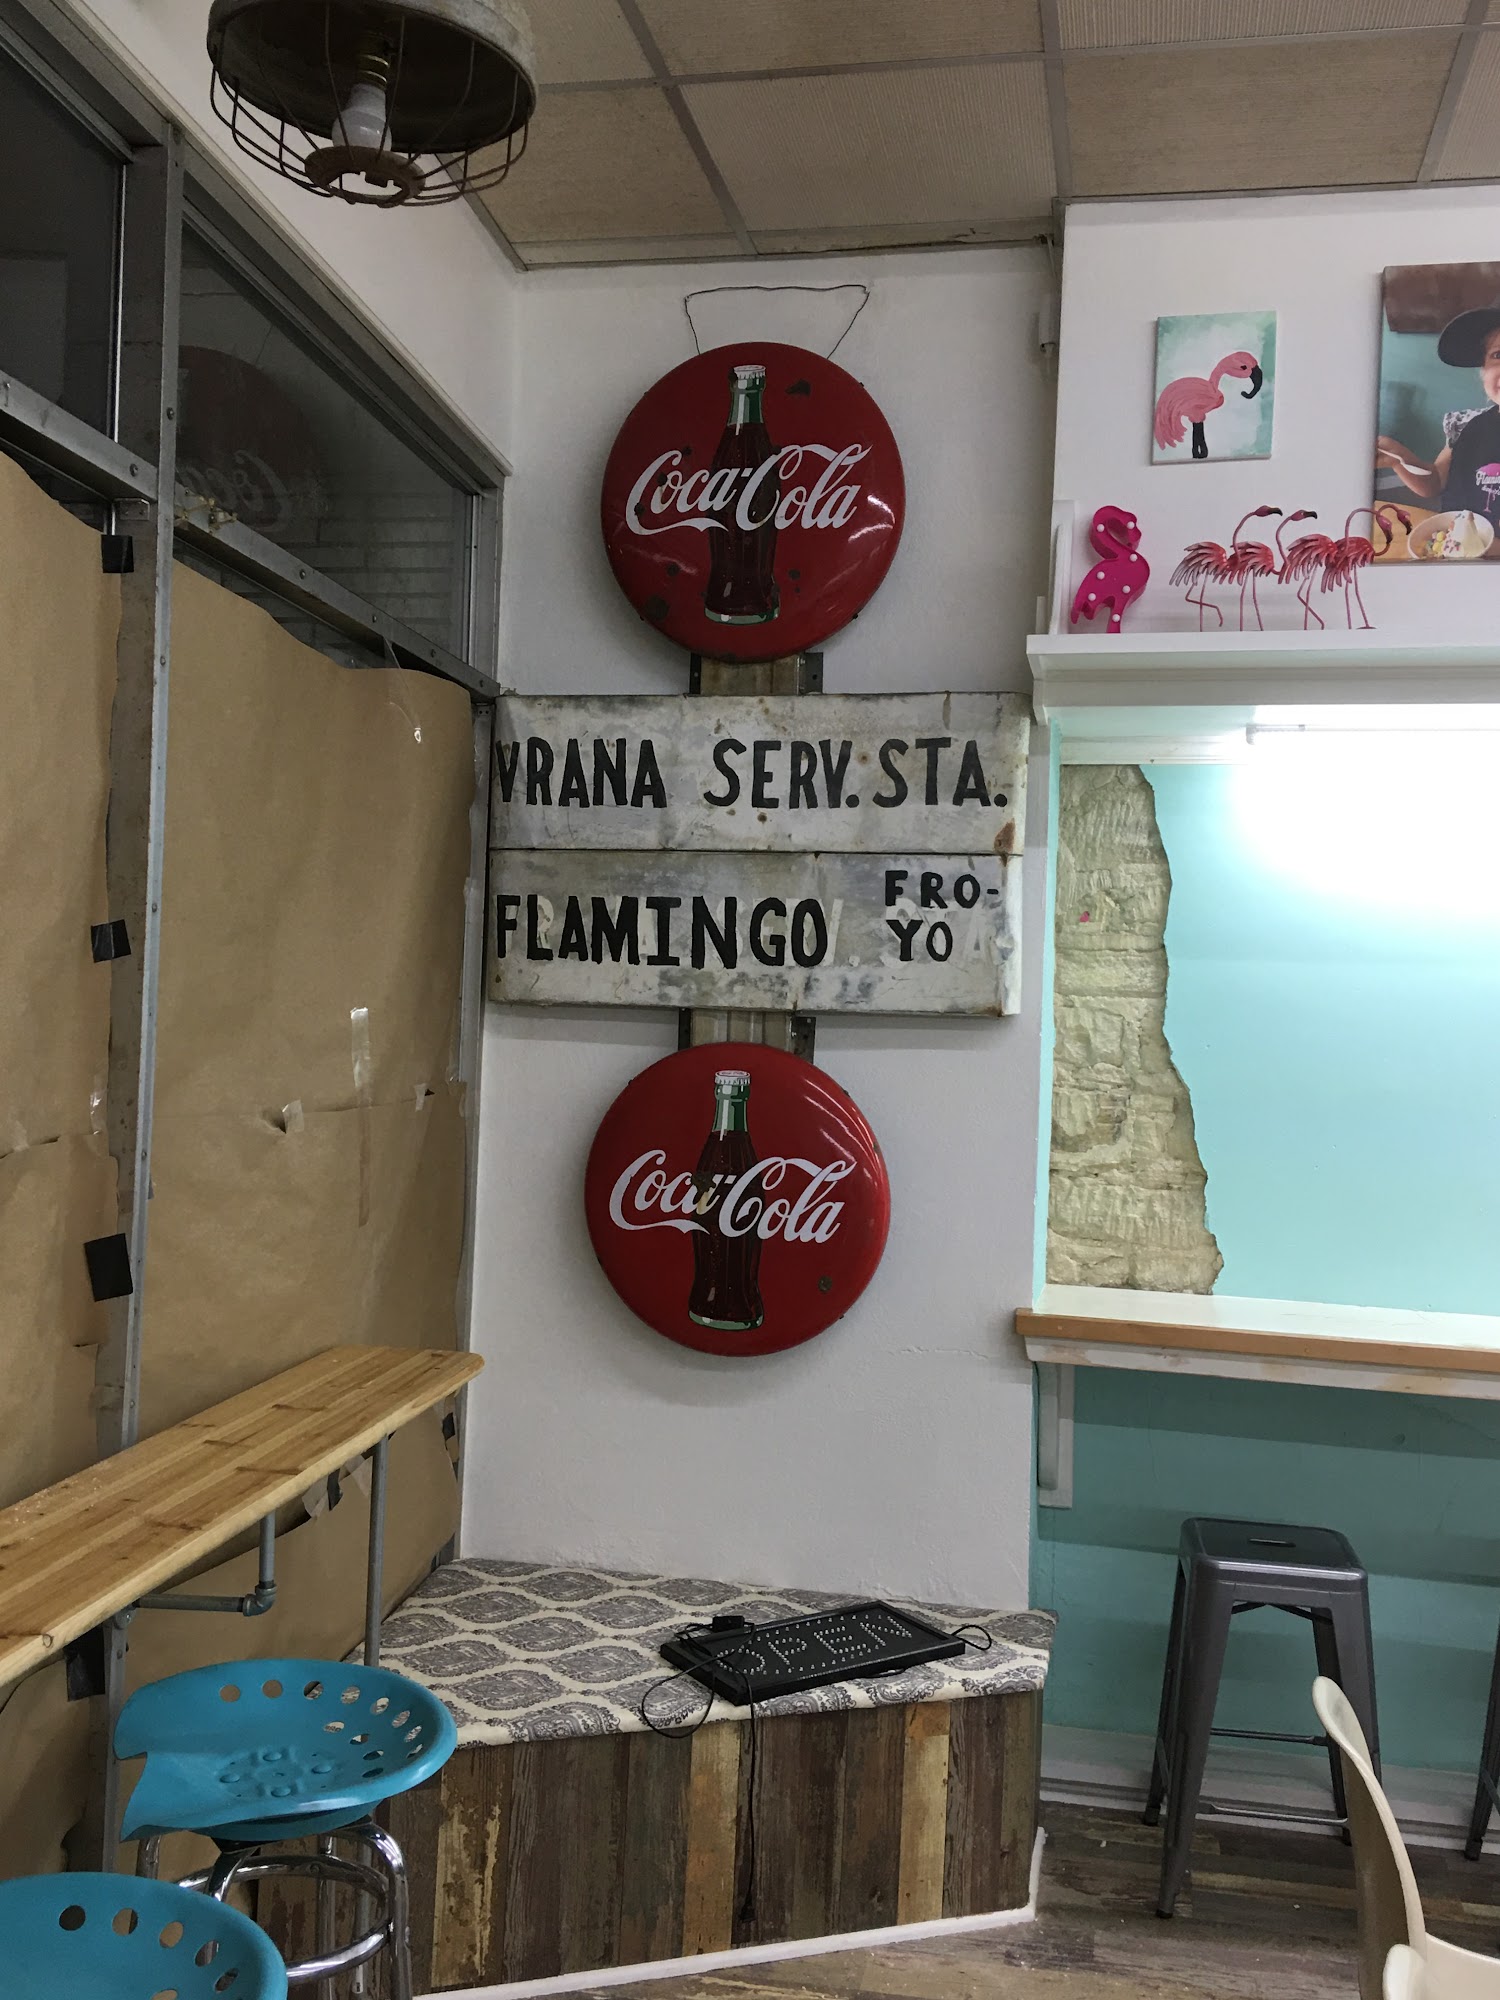 Coca-Cola
VRANA SERV. STA.
FLAMINGO FRO-
YO
Coca-Cola
OPEN